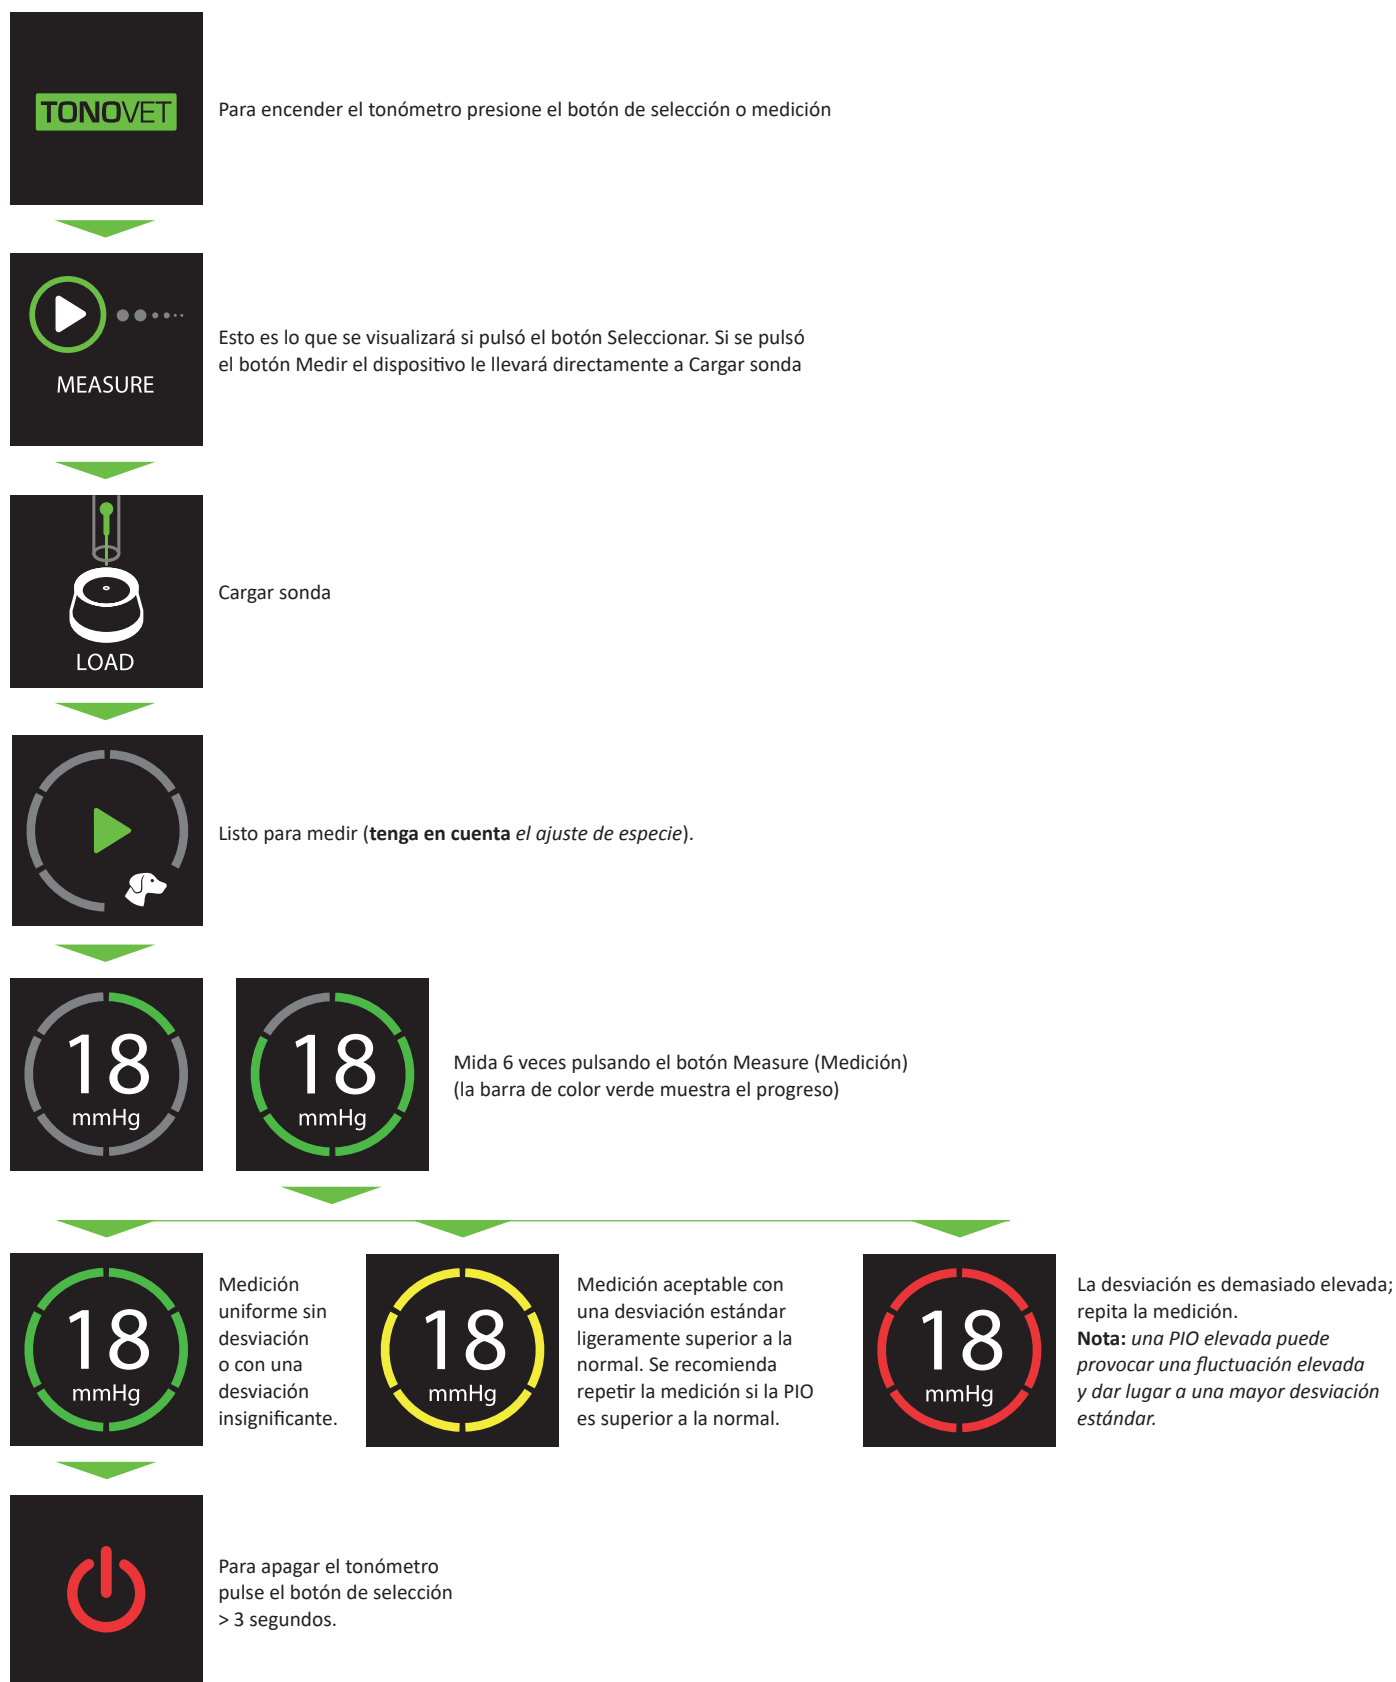 TONOVET
Para encender el tonómetro presione el botón de selección o medición
MEASURE
Esto es lo que se visualizará si pulsó el botón Seleccionar. Si se pulsó
el botón Medir el dispositivo le llevará directamente a Cargar sonda
LOAD
Cargar sonda
Listo para medir (tenga en cuenta el ajuste de especie).
18
mmHg
18
mmHg
Mida 6 veces pulsando el botón Measure (Medición)
(la barra de color verde muestra el progreso)
18
mmHg
Medición
uniforme sin
desviación
o con una
desviación
insignificante.
18
mmHg
Medición aceptable con
una desviación estándar
ligeramente superior a la
normal. Se recomienda
repetir la medición si la PIO
es superior a la normal.
18
mmHg
La desviación es demasiado elevada;
repita la medición.
Nota: una PIO elevada puede
provocar una fluctuación elevada
y dar lugar a una mayor desviación
estándar.
Para apagar el tonómetro
pulse el botón de selección
> 3 segundos.